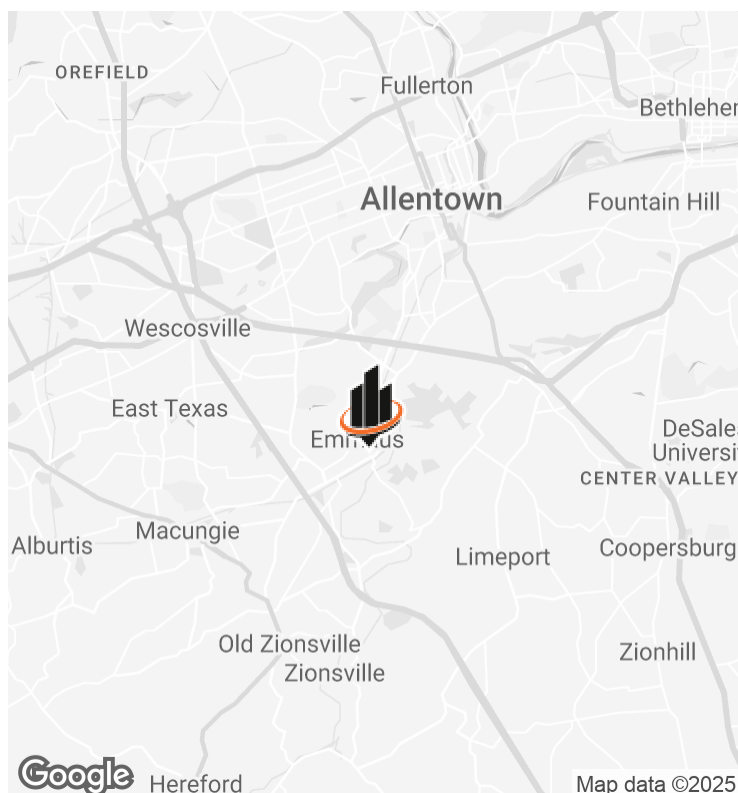 OREFIELD
Fullerton
Bethleher
Allentown
Fountain Hill
Wescosville
East Texas
DeSale
Universi
Emmaus
CENTER VALLEY
Macungie
Alburtis
Limeport
Coopersburg
Old Zionsville
Zionsville
Zionhill
Google
Hereford
Map data ©2025